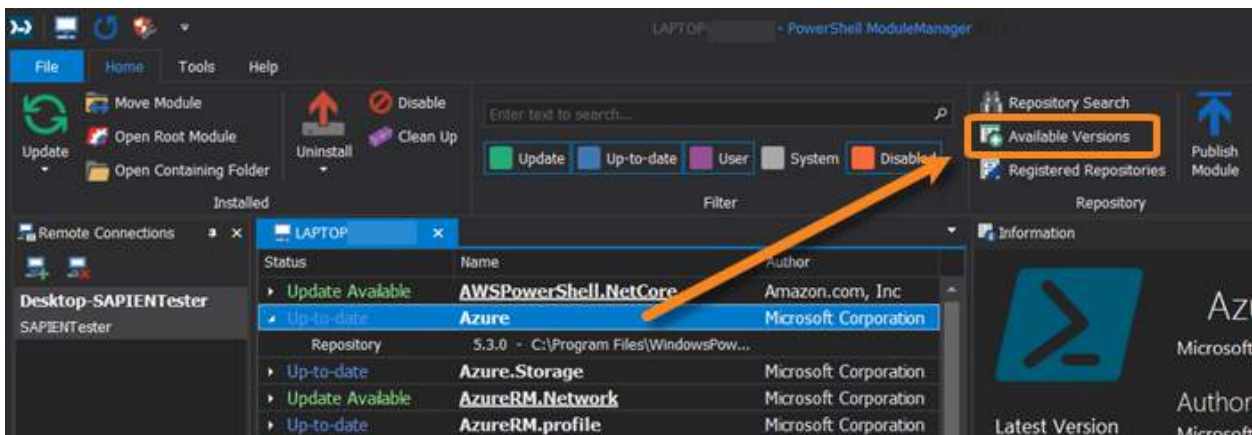 LAPTOP - PowerShell ModuleManager
File Home Tools Help
Update
Move Module
Open Root Module
Open Containing Folder
Uninstall
Disable
Clean Up
Installed
Enter text to search...
Update Up-to-date User System Disabled
Filter
Repository Search
Available Versions
Registered Repositories
Publish
Module
Repository
Remote Connections
Desktop-SAPIENTester
SAPIENTester
LAPTOP
Status Name Author
Update Available AWSPowerShell.NetCore Amazon.com, Inc
Up-to-date Azure Microsoft Corporation
Repository 5.3.0 - C:\Program Files\WindowsPow...
Up-to-date Azure.Storage Microsoft Corporation
Update Available AzureRM.Network Microsoft Corporation
Up-to-date AzureRM.profile Microsoft Corporation
Information
Microsoft
Author
Latest Version